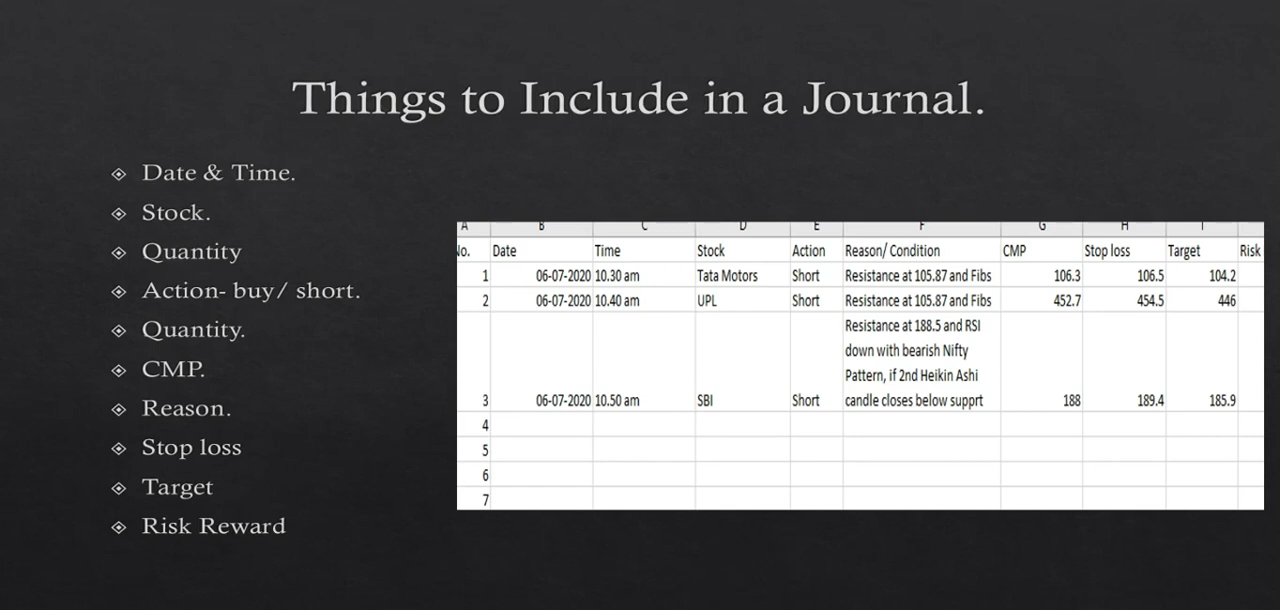 Things to Include in a Journal.
Date & Time.
Stock.
Quantity
Action- buy/ short.
Quantity.
CMP.
Reason.
Stop loss
Target
Risk Reward
A B C D E F G H I
No. Date Time Stock Action Reason/ Condition CMP Stop loss Target Risk
1 06-07-2020 10.30 am Tata Motors Short Resistance at 105.87 and Fibs 106.3 106.5 104.2
2 06-07-2020 10.40 am UPL Short Resistance at 105.87 and Fibs 452.7 454.5 446
Resistance at 188.5 and RSI
down with bearish Nifty
Pattern, if 2nd Heikin Ashi
3 06-07-2020 10.50 am SBI Short candle closes below supprt 188 189.4 185.9
4
5
6
7